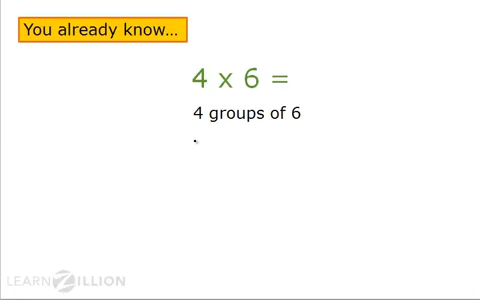 You already know...
4 x 6 =
4 groups of 6
LEARNZILLION